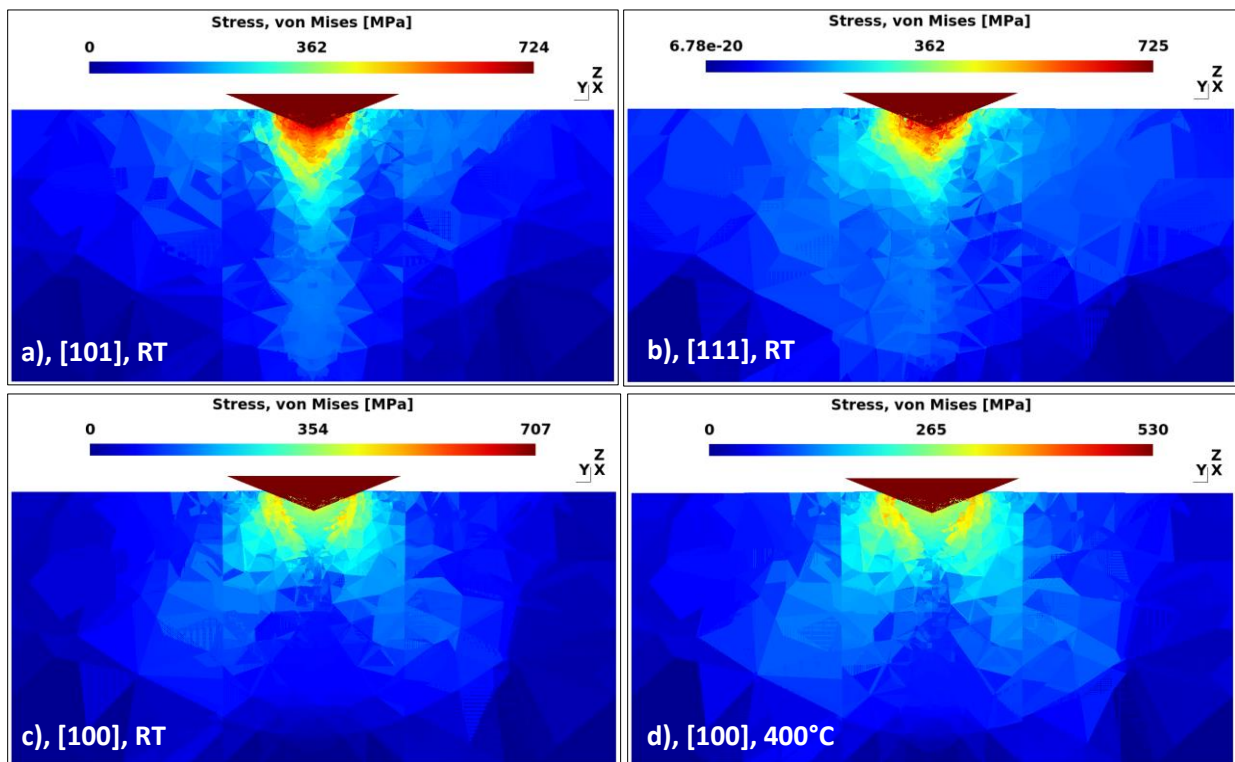 Stress, von Mises [MPa]
0 362 724
Z
Y X
a), [101], RT
Stress, von Mises [MPa]
6.78e-20 362 725
Z
Y X
b), [111], RT
Stress, von Mises [MPa]
0 354 707
Z
Y X
c), [100], RT
Stress, von Mises [MPa]
0 265 530
Z
Y X
d), [100], 400°C